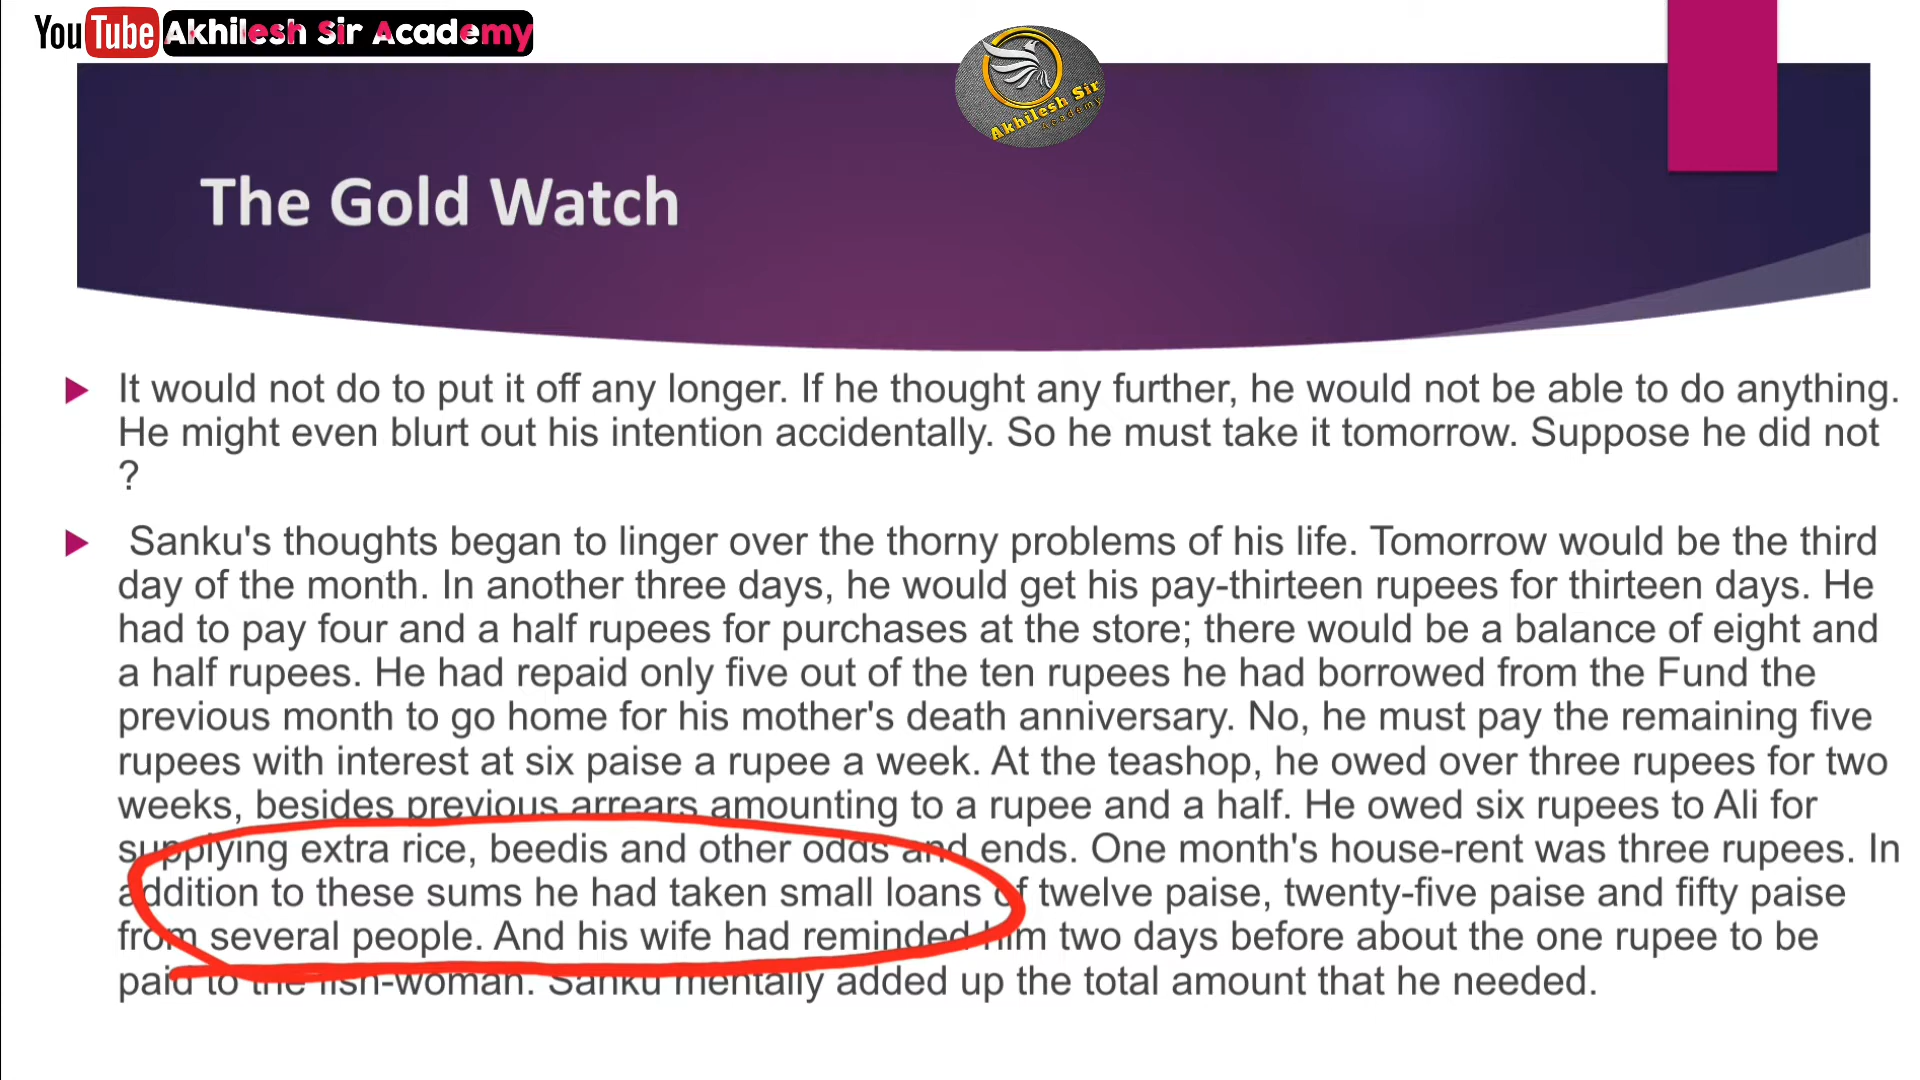 YouTube Akhilesh Sir Academy
Akhilesh Sir
Academy
The Gold Watch
It would not do to put it off any longer. If he thought any further, he would not be able to do anything.
He might even blurt out his intention accidentally. So he must take it tomorrow. Suppose he did not
?
Sanku's thoughts began to linger over the thorny problems of his life. Tomorrow would be the third
day of the month. In another three days, he would get his pay-thirteen rupees for thirteen days. He
had to pay four and a half rupees for purchases at the store; there would be a balance of eight and
a half rupees. He had repaid only five out of the ten rupees he had borrowed from the Fund the
previous month to go home for his mother's death anniversary. No, he must pay the remaining five
rupees with interest at six paise a rupee a week. At the teashop, he owed over three rupees for two
weeks, besides previous arrears amounting to a rupee and a half. He owed six rupees to Ali for
supplying extra rice, beedis and other odds and ends. One month's house-rent was three rupees. In
addition to these sums he had taken small loans of twelve paise, twenty-five paise and fifty paise
from several people. And his wife had reminded him two days before about the one rupee to be
paid to the fish-woman. Sanku mentally added up the total amount that he needed.